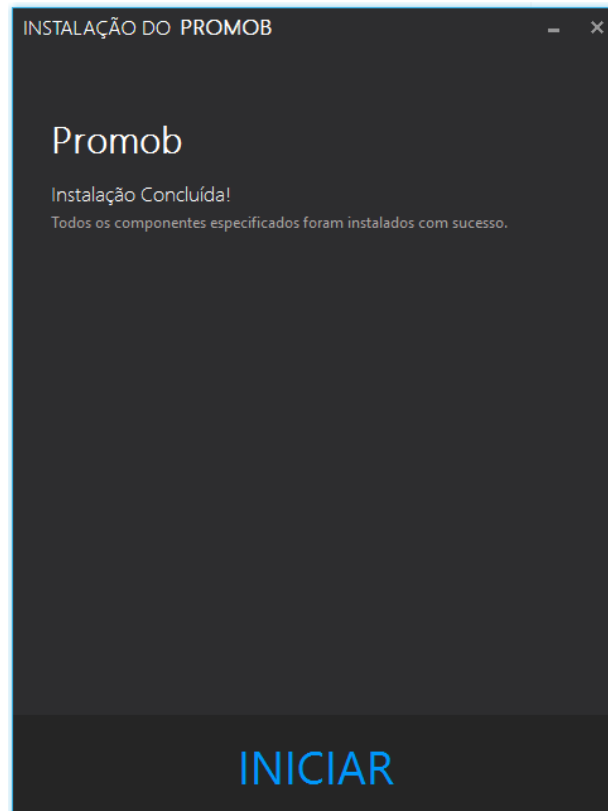 INSTALAÇÃO DO PROMOB
Promob
Instalação Concluída!
Todos os componentes especificados foram instalados com sucesso.
INICIAR